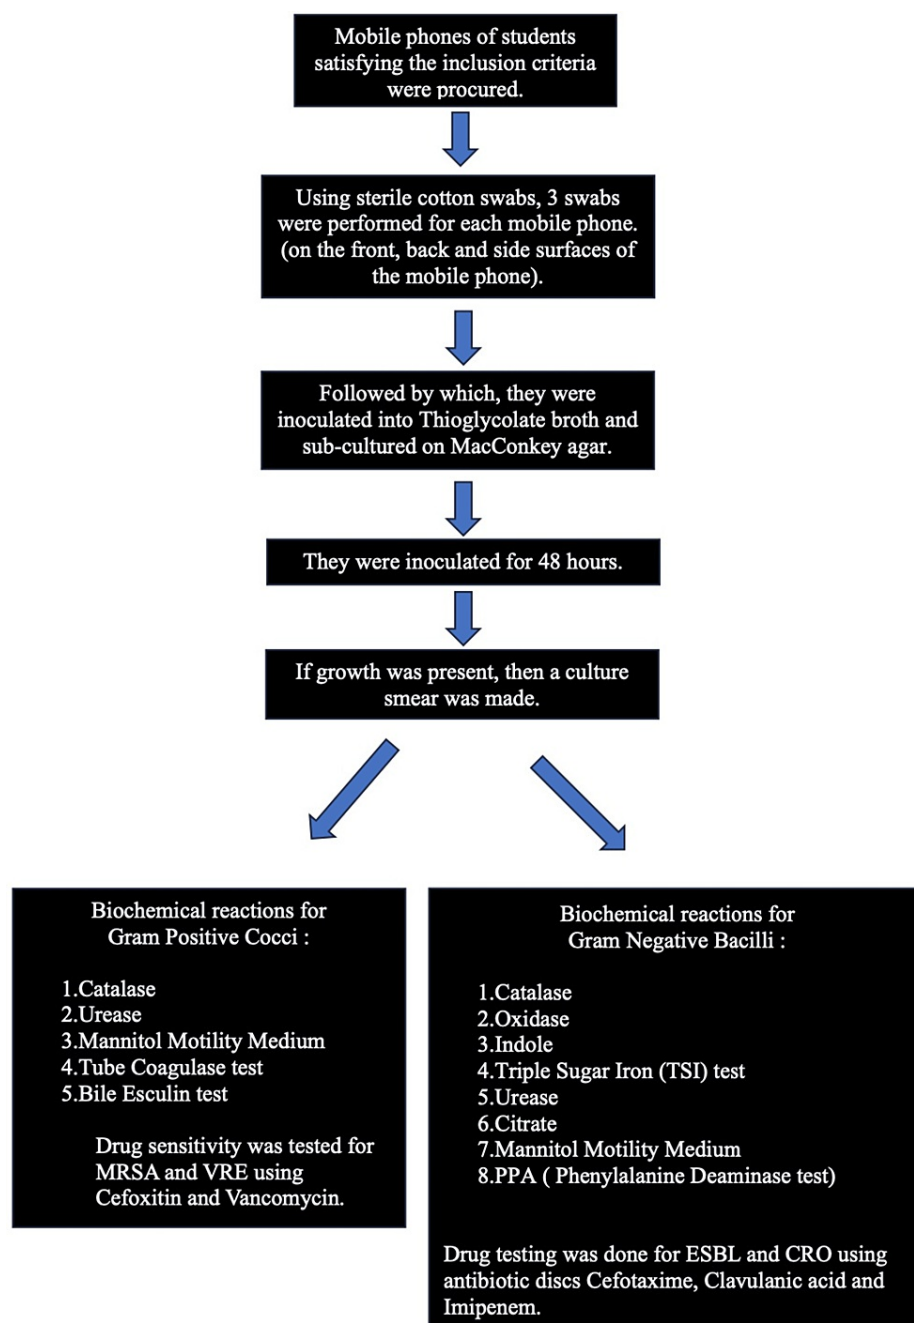 Mobile phones of students
satisfying the inclusion criteria
were procured.
Using sterile cotton swabs, 3 swabs
were performed for each mobile phone.
(on the front, back and side surfaces of
the mobile phone).
Followed by which, they were
inoculated into Thioglycolate broth and
sub-cultured on MacConkey agar.
They were inoculated for 48 hours.
If growth was present, then a culture
smear was made.
Biochemical reactions for
Gram Positive Cocci :
1.Catalase
2.Urease
3.Mannitol Motility Medium
4.Tube Coagulase test
5.Bile Esculin test
Drug sensitivity was tested for
MRSA and VRE using
Cefoxitin and Vancomycin.
Biochemical reactions for
Gram Negative Bacilli :
1.Catalase
2.Oxidase
3.Indole
4.Triple Sugar Iron (TSI) test
5.Urease
6.Citrate
7.Mannitol Motility Medium
8.PPA ( Phenylalanine Deaminase test)
Drug testing was done for ESBL and CRO using
antibiotic discs Cefotaxime, Clavulanic acid and
Imipenem.